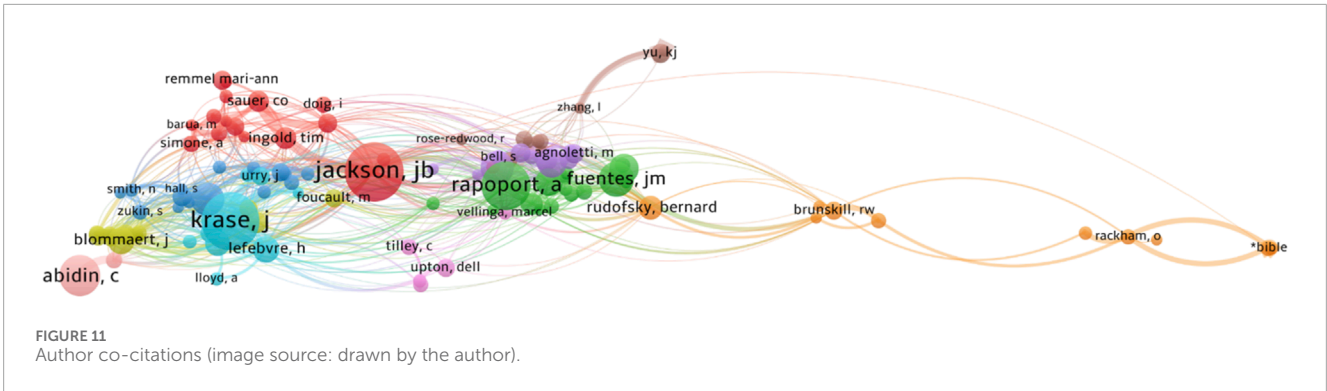 yu, kj
remmel mari-ann
sauer, co
doig, i
zhang, l
barua, m
simone, a
ingold, tim
rose-redwood, r
bell, s
agnoletti, m
jackson, jb
urry, j
rapoport, a
fuentes, jm
smith, n
hall, s
foucault, m
zukin, s
krase, j
vellinga, marcel
rudofsky, bernard
brunskill, rw
blommaert, j
lefebvre, h
tilley, c
rackham, o
*bible
abidin, c
lloyd, a
upton, dell
FIGURE 11
Author co-citations (image source: drawn by the author).